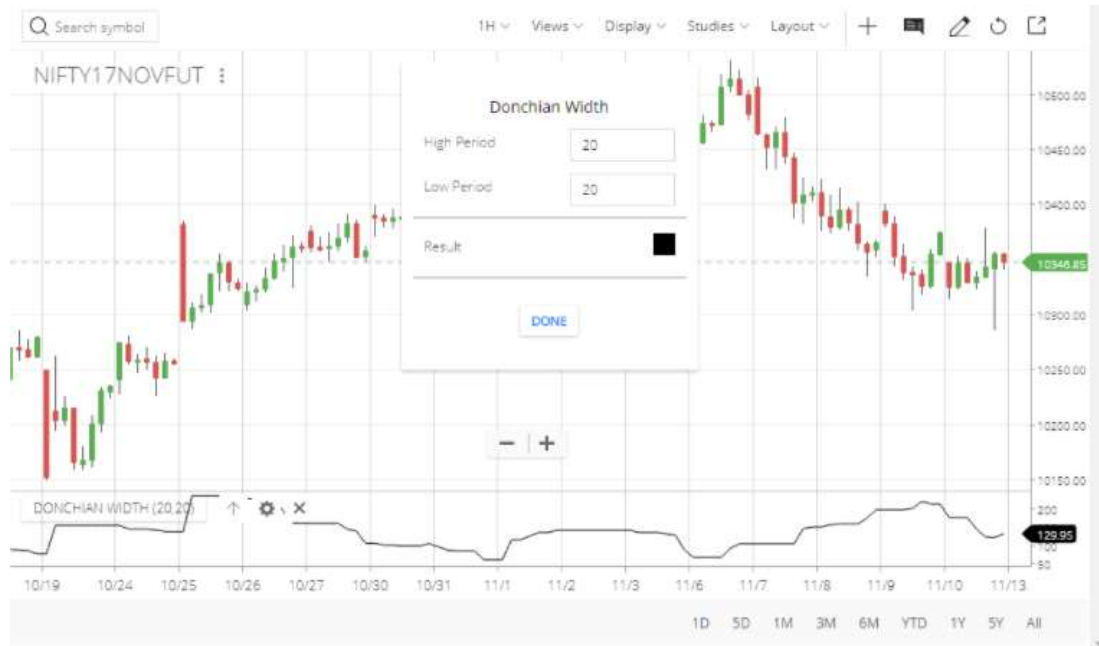 Search symbol
1H Views Display Studies Layout
NIFTY17NOVFUT
Donchian Width
High Period 20
Low Period 20
Result
DONE
10500.00
10450.00
10400.00
10346.85
10300.00
10250.00
10200.00
10150.00
DONCHIAN WIDTH (20,20)
200
129.95
100
50
10/19 10/24 10/25 10/26 10/27 10/30 10/31 11/1 11/2 11/3 11/6 11/7 11/8 11/9 11/10 11/13
1D 5D 1M 3M 6M YTD 1Y 5Y All